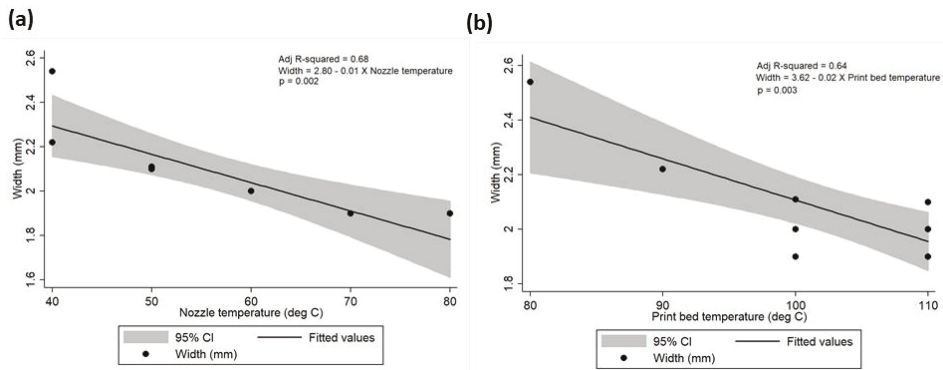 (a)
Adj R-squared = 0.68
Width = 2.80 - 0.01 X Nozzle temperature
p = 0.002
2.6
2.4
2.2
2
1.8
1.6
Width (mm)
40 50 60 70 80
Nozzle temperature (deg C)
95% CI Fitted values
Width (mm)
(b)
Adj R-squared = 0.64
Width = 3.62 - 0.02 X Print bed temperature
p = 0.003
2.6
2.4
2.2
2
1.8
Width (mm)
80 90 100 110
Print bed temperature (deg C)
95% CI Fitted values
Width (mm)